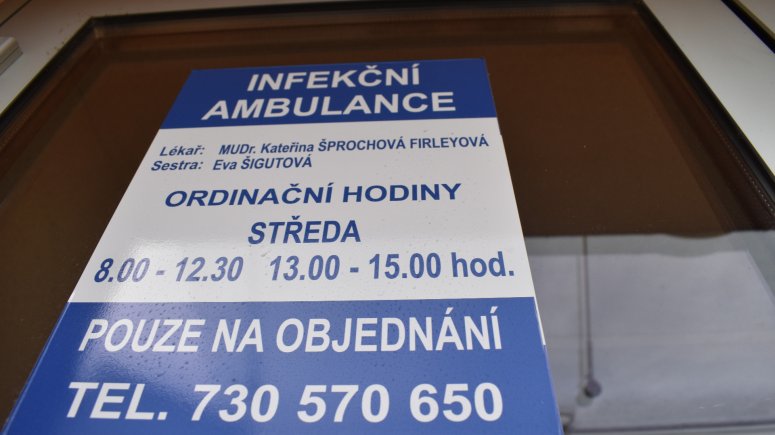 INFEKČNÍ
AMBULANCE
Lékař: MUDr. Kateřina ŠPROCHOVÁ FIRLEYOVÁ
Sestra: Eva ŠIGUTOVÁ
ORDINAČNÍ HODINY
STŘEDA
8.00 - 12.30 13.00 - 15.00 hod.
POUZE NA OBJEDNÁNÍ
TEL. 730 570 650